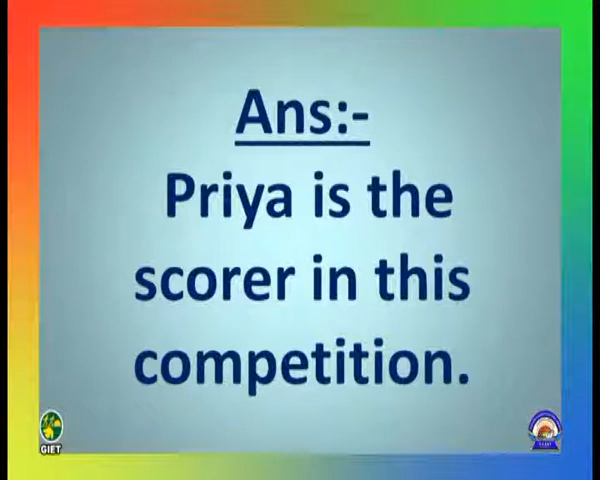 Ans:-
Priya is the
scorer in this
competition.
GIET